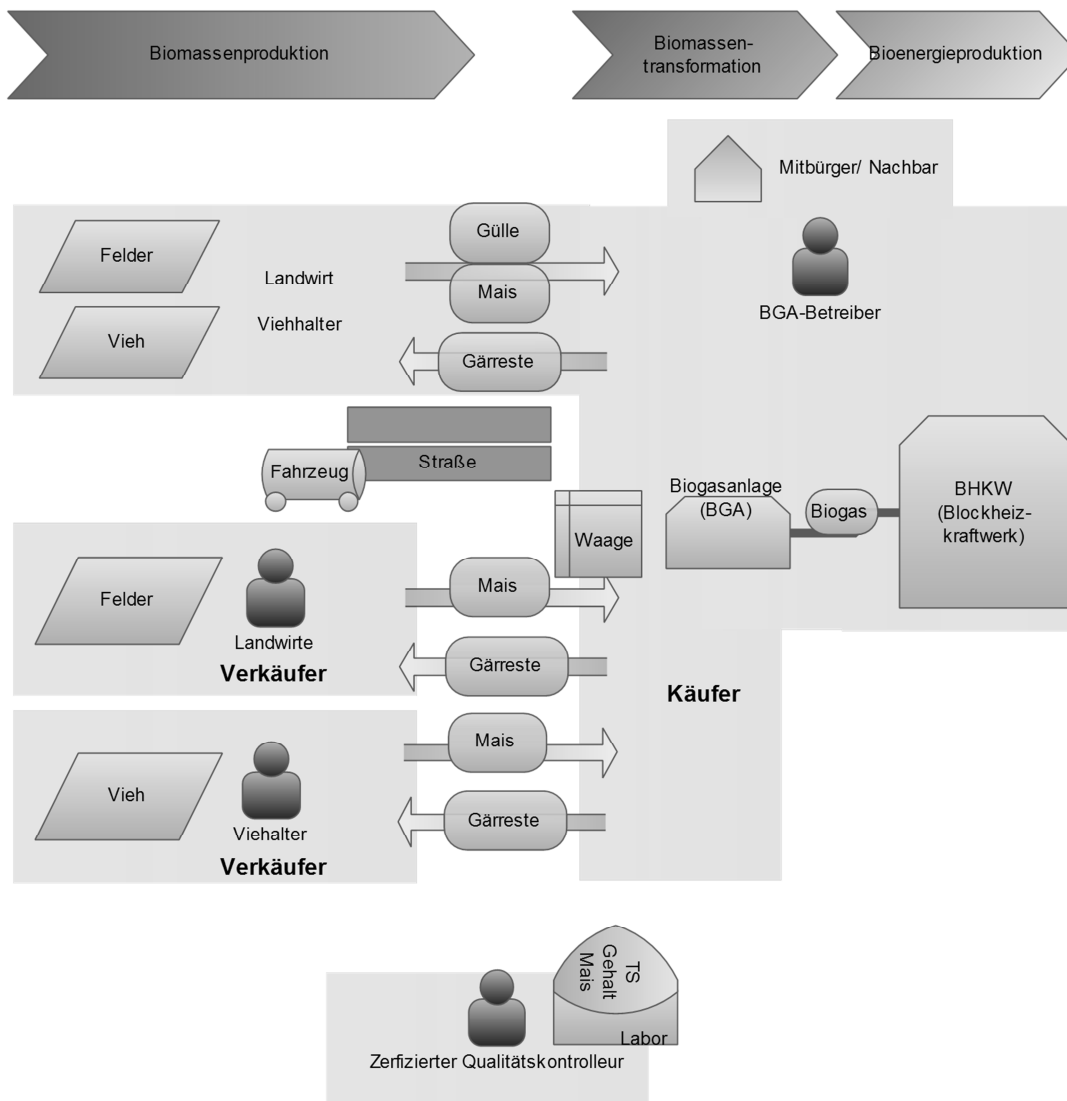 Biomassenproduktion
Biomassen-
transformation
Bioenergieproduktion
Mitbürger/ Nachbar
Felder
Landwirt
Viehhalter
Vieh
Gülle
Mais
Gärreste
BGA-Betreiber
Straße
Fahrzeug
Waage
Biogasanlage
(BGA)
Biogas
BHKW
(Blockheiz-
kraftwerk)
Felder
Landwirte
Verkäufer
Mais
Gärreste
Käufer
Vieh
Viehalter
Verkäufer
Mais
Gärreste
TS
Gehalt
Mais
Labor
Zerfizierter Qualitätskontrolleur